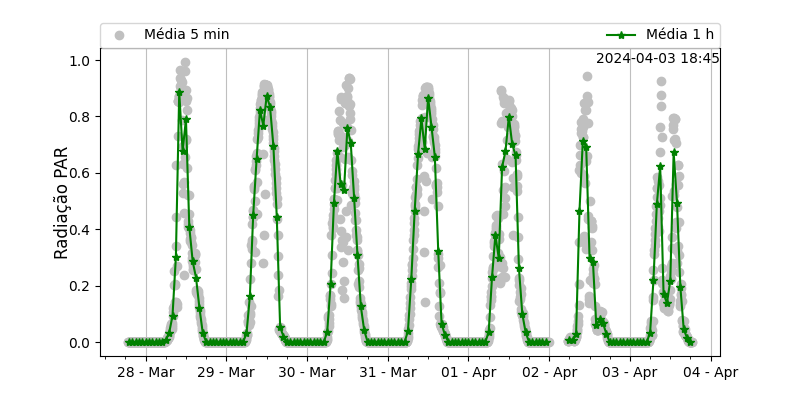 Média 5 min
Média 1 h
2024-04-03 18:45
Radiação PAR
1.0
0.8
0.6
0.4
0.2
0.0
28 - Mar
29 - Mar
30 - Mar
31 - Mar
01 - Apr
02 - Apr
03 - Apr
04 - Apr